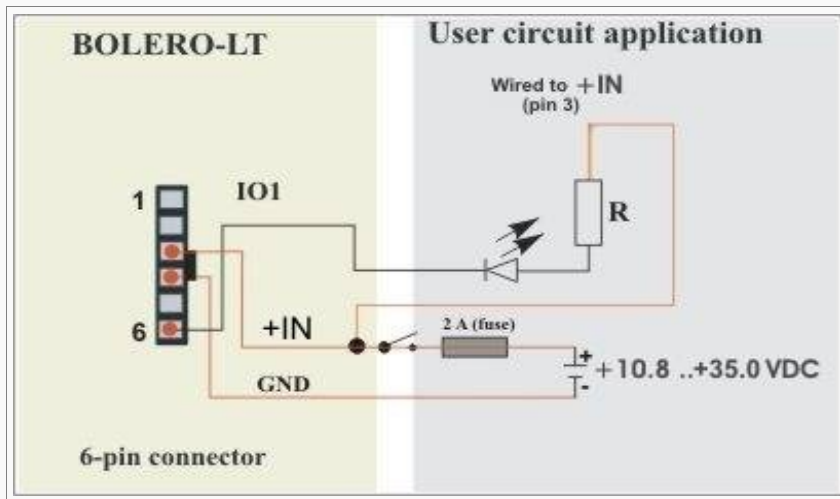 BOLERO-LT
User circuit application
Wired to +IN
(pin 3)
1
IO1
R
6
+IN
2 A (fuse)
+
-
+10.8 ..+35.0 VDC
GND
6-pin connector